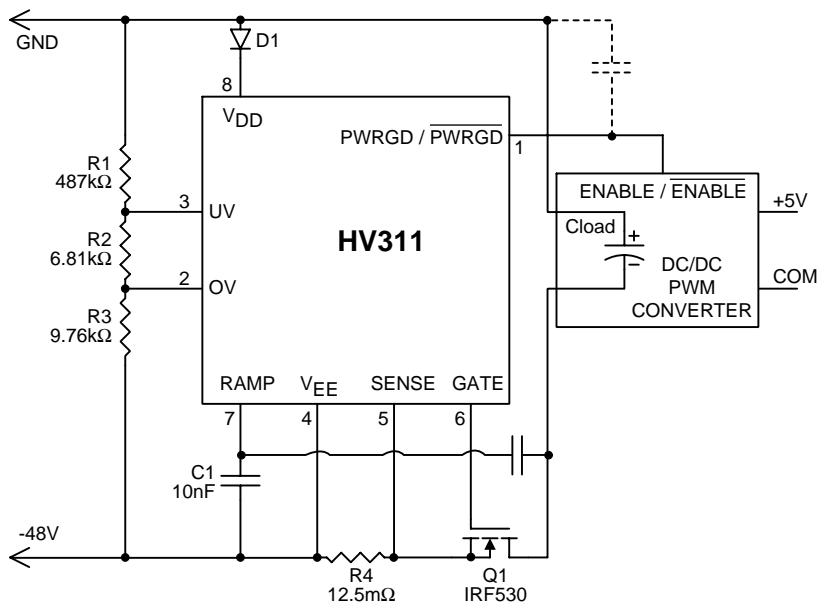 GND
D1
8
VDD
PWRGD / PWRGD
1
R1
487kΩ
ENABLE / ENABLE
3
UV
+5V
HV311
Cload
+
R2
6.81kΩ
−
DC/DC
PWM
CONVERTER
2
OV
COM
R3
9.76kΩ
RAMP
VEE
SENSE
GATE
7
4
5
6
C1
10nF
-48V
R4
12.5mΩ
Q1
IRF530